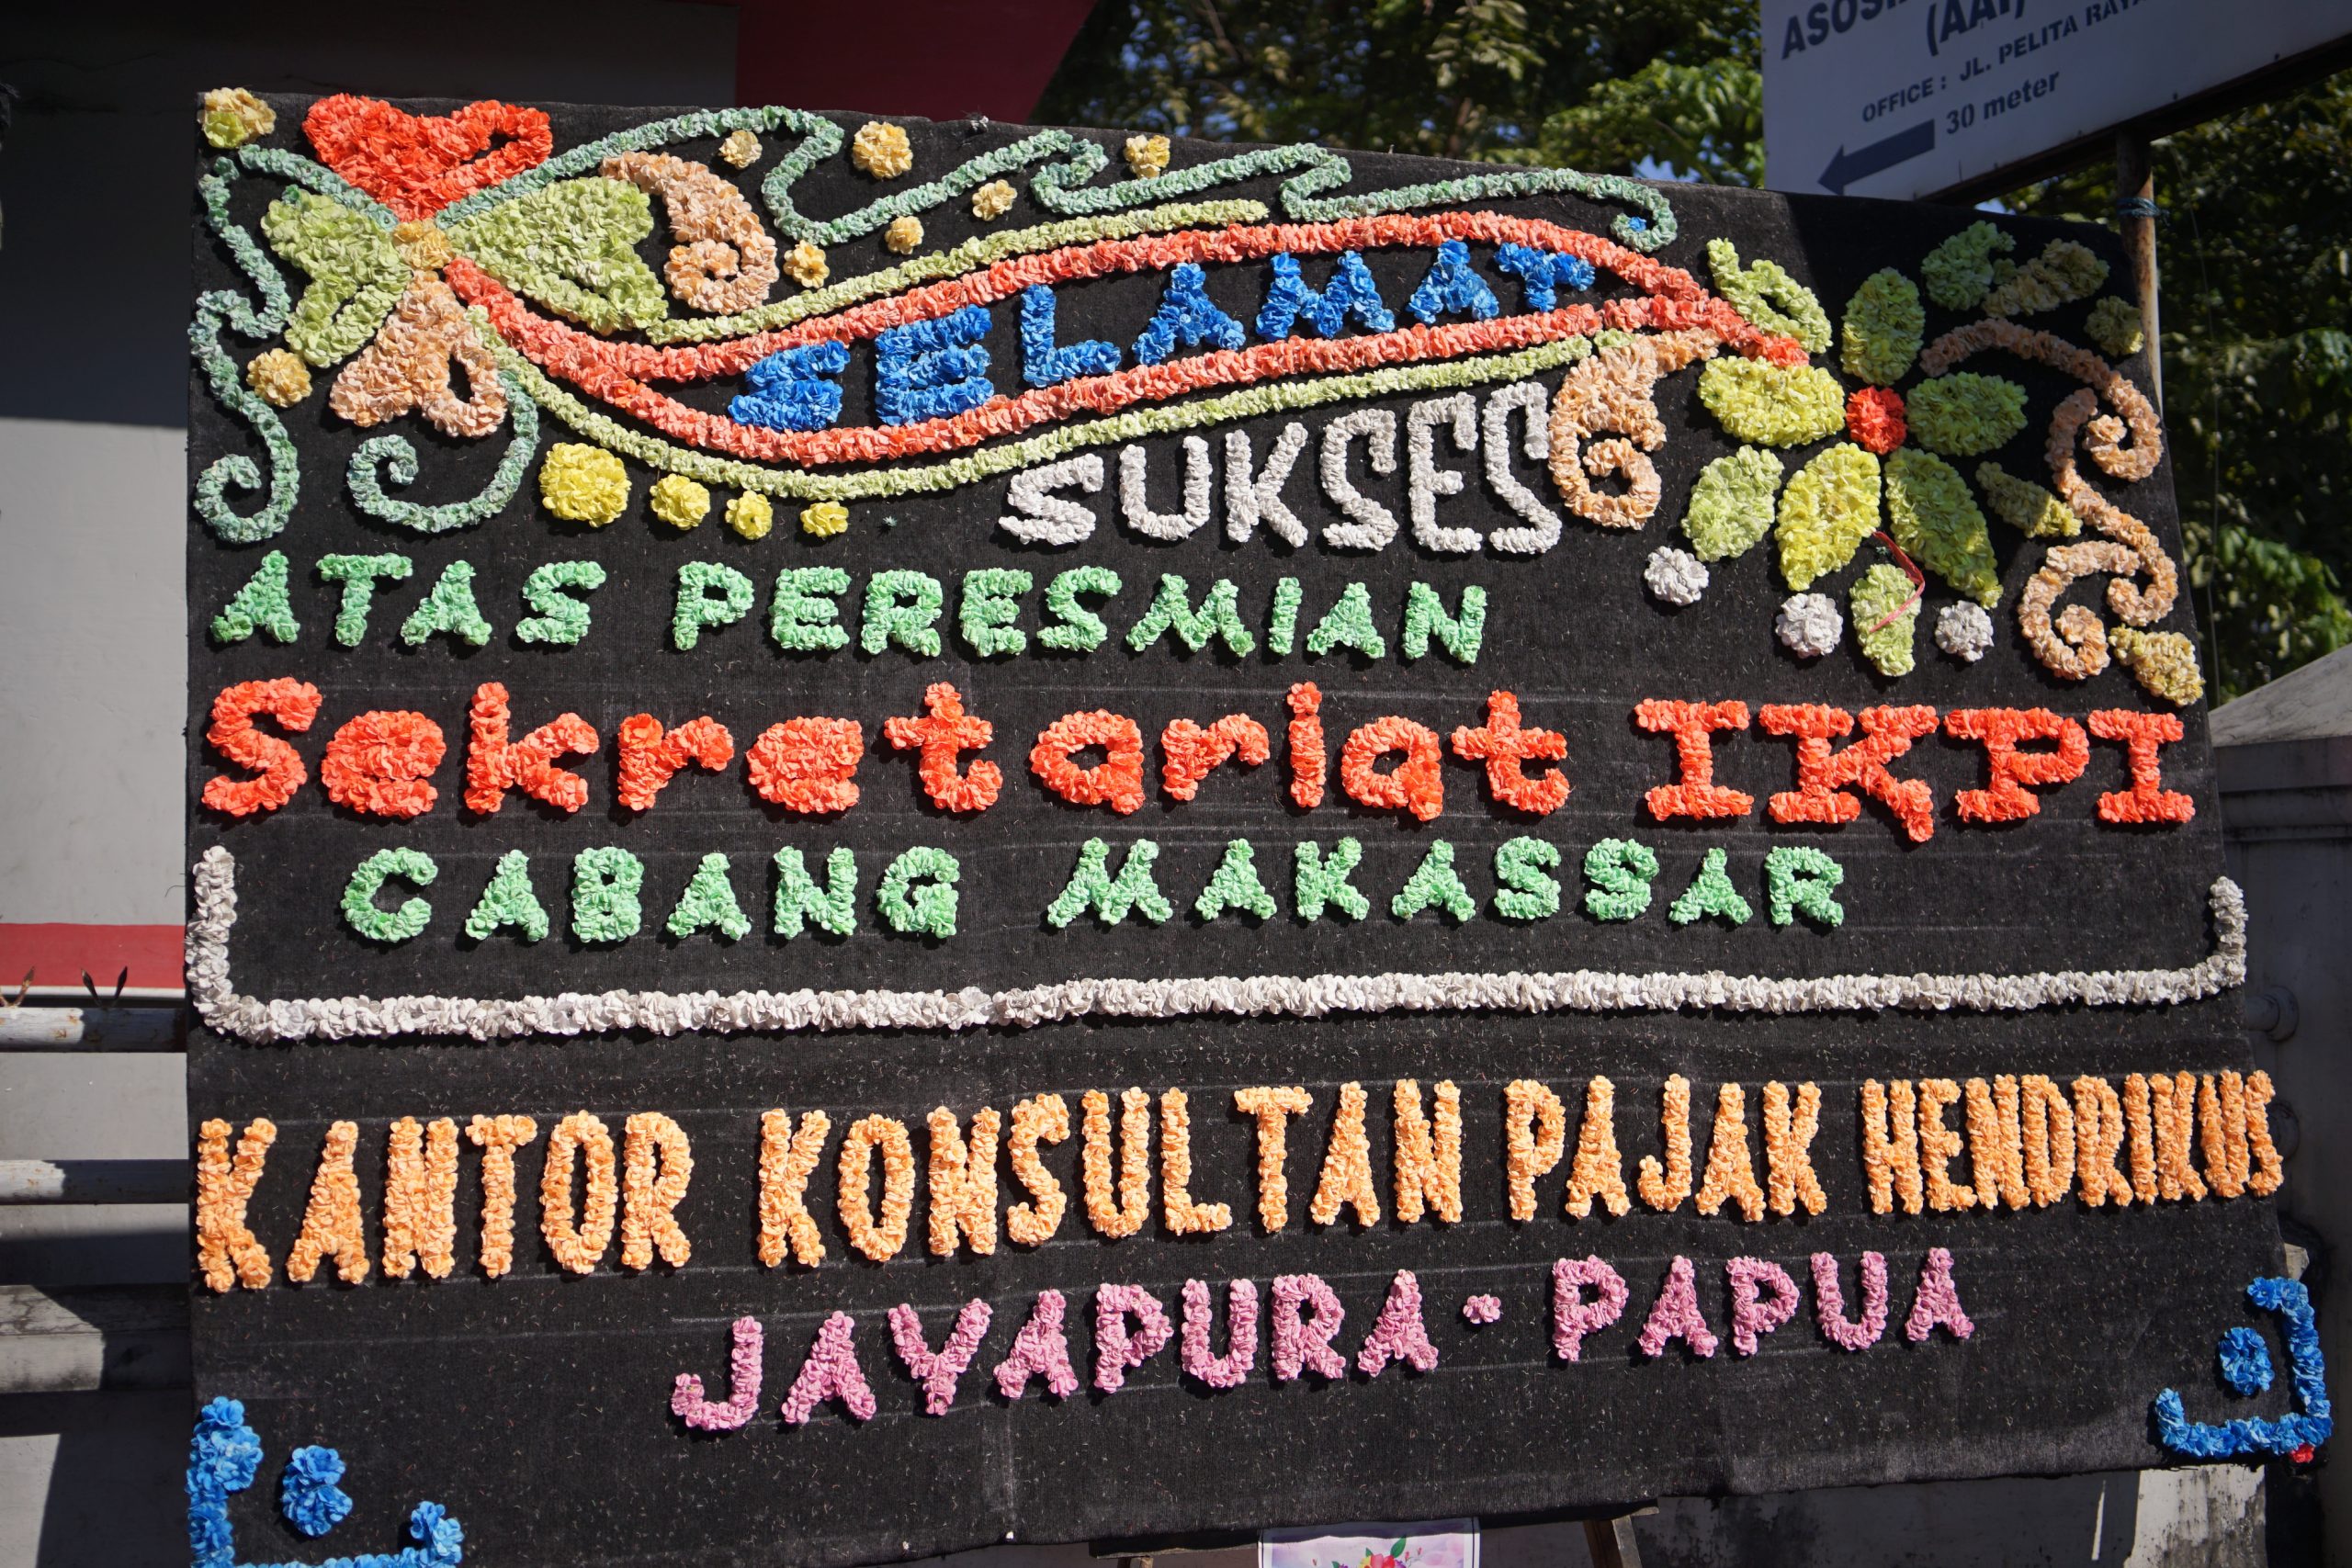 (AAI)
OFFICE : JL. PELITA RAYA
30 meter
SELAMAT
SUKSES
ATAS PERESMIAN
Sekretariat IKPI
CABANG MAKASSAR
KANTOR KONSULTAN PAJAK HENDRIKUS
JAYAPURA - PAPUA